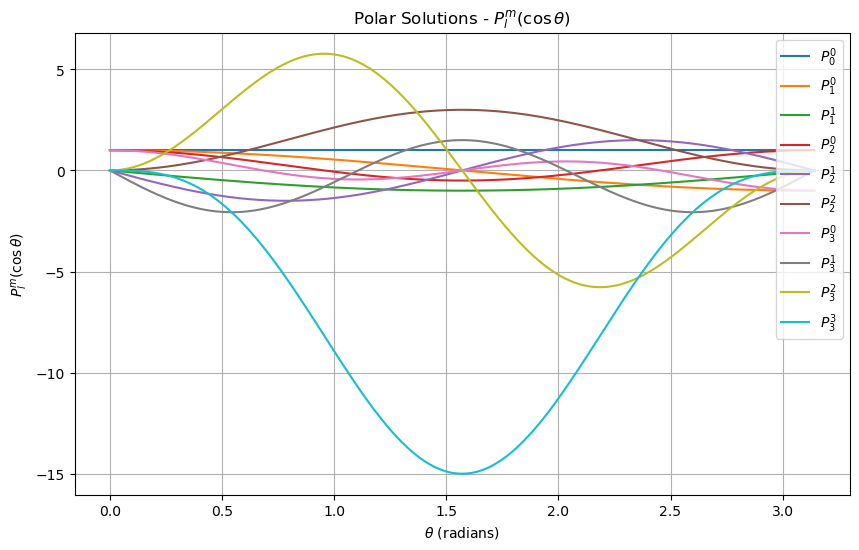 Polar Solutions - $P_l^m(\cos\theta)$
$P_l^m(\cos\theta)$
5
0
−5
−10
−15
0.0 0.5 1.0 1.5 2.0 2.5 3.0
$\theta$ (radians)
$P_0^0$
$P_1^0$
$P_1^1$
$P_2^0$
$P_2^1$
$P_2^2$
$P_3^0$
$P_3^1$
$P_3^2$
$P_3^3$